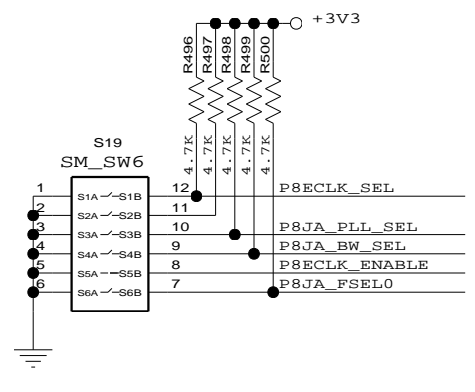 +3V3
R496
R497
R498
R499
R500
4.7K
4.7K
4.7K
4.7K
4.7K
S19
SM_SW6
1 S1A S1B 12 P8ECLK_SEL
2 S2A S2B 11
3 S3A S3B 10 P8JA_PLL_SEL
4 S4A S4B 9 P8JA_BW_SEL
5 S5A S5B 8 P8ECLK_ENABLE
6 S6A S6B 7 P8JA_FSEL0